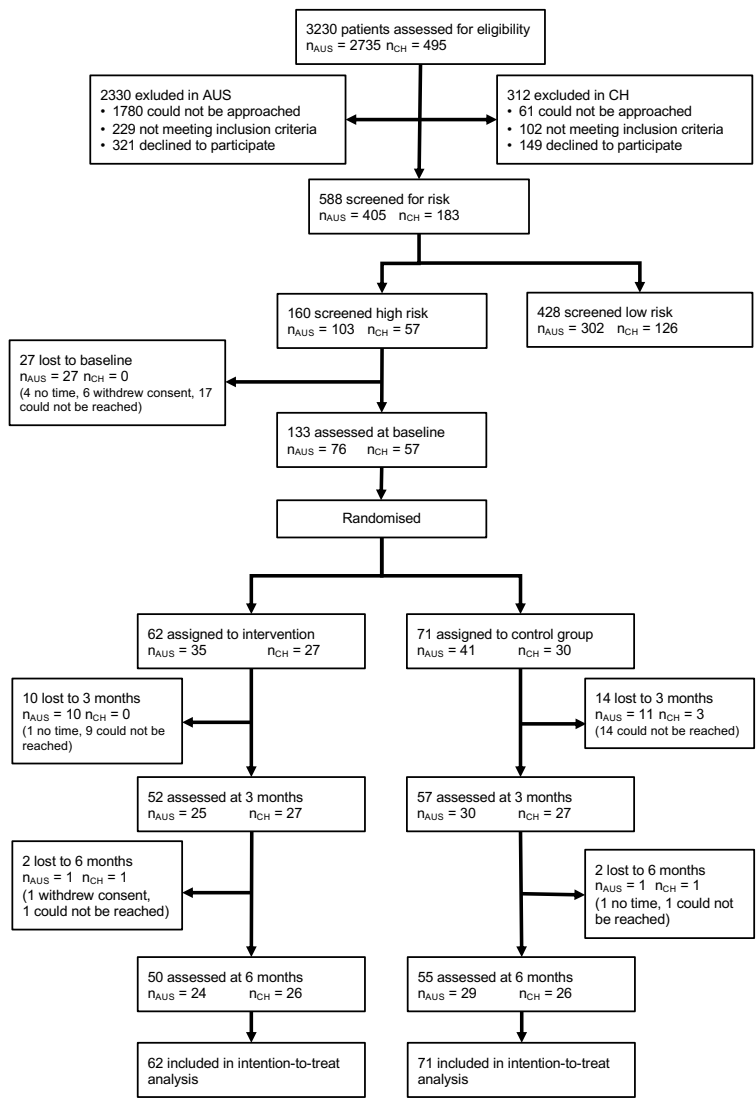 3230 patients assessed for eligibility
nAUS = 2735 nCH = 495
2330 exluded in AUS
• 1780 could not be approached
• 229 not meeting inclusion criteria
• 321 declined to participate
312 excluded in CH
• 61 could not be approached
• 102 not meeting inclusion criteria
• 149 declined to participate
588 screened for risk
nAUS = 405 nCH = 183
160 screened high risk
nAUS = 103 nCH = 57
428 screened low risk
nAUS = 302 nCH = 126
27 lost to baseline
nAUS = 27 nCH = 0
(4 no time, 6 withdrew consent, 17
could not be reached)
133 assessed at baseline
nAUS = 76 nCH = 57
Randomised
62 assigned to intervention
nAUS = 35 nCH = 27
71 assigned to control group
nAUS = 41 nCH = 30
10 lost to 3 months
nAUS = 10 nCH = 0
(1 no time, 9 could not be
reached)
14 lost to 3 months
nAUS = 11 nCH = 3
(14 could not be reached)
52 assessed at 3 months
nAUS = 25 nCH = 27
57 assessed at 3 months
nAUS = 30 nCH = 27
2 lost to 6 months
nAUS = 1 nCH = 1
(1 withdrew consent,
1 could not be reached)
2 lost to 6 months
nAUS = 1 nCH = 1
(1 no time, 1 could not
be reached)
50 assessed at 6 months
nAUS = 24 nCH = 26
55 assessed at 6 months
nAUS = 29 nCH = 26
62 included in intention-to-treat
analysis
71 included in intention-to-treat
analysis